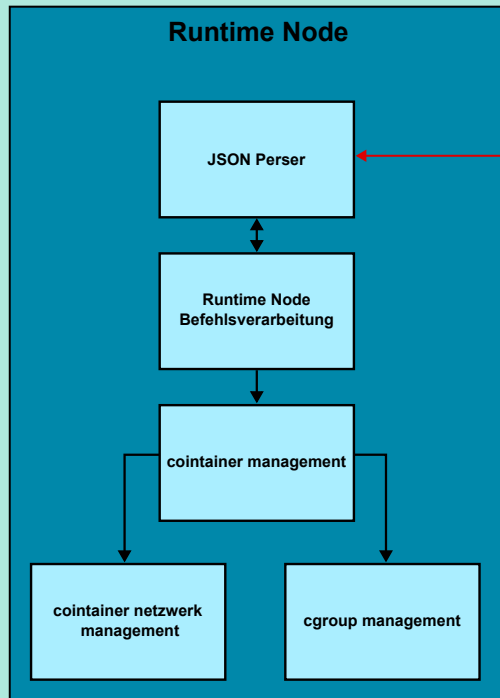 Runtime Node
JSON Perser
Runtime Node
Befehlsverarbeitung
cointainer management
cointainer netzwerk
management
cgroup management